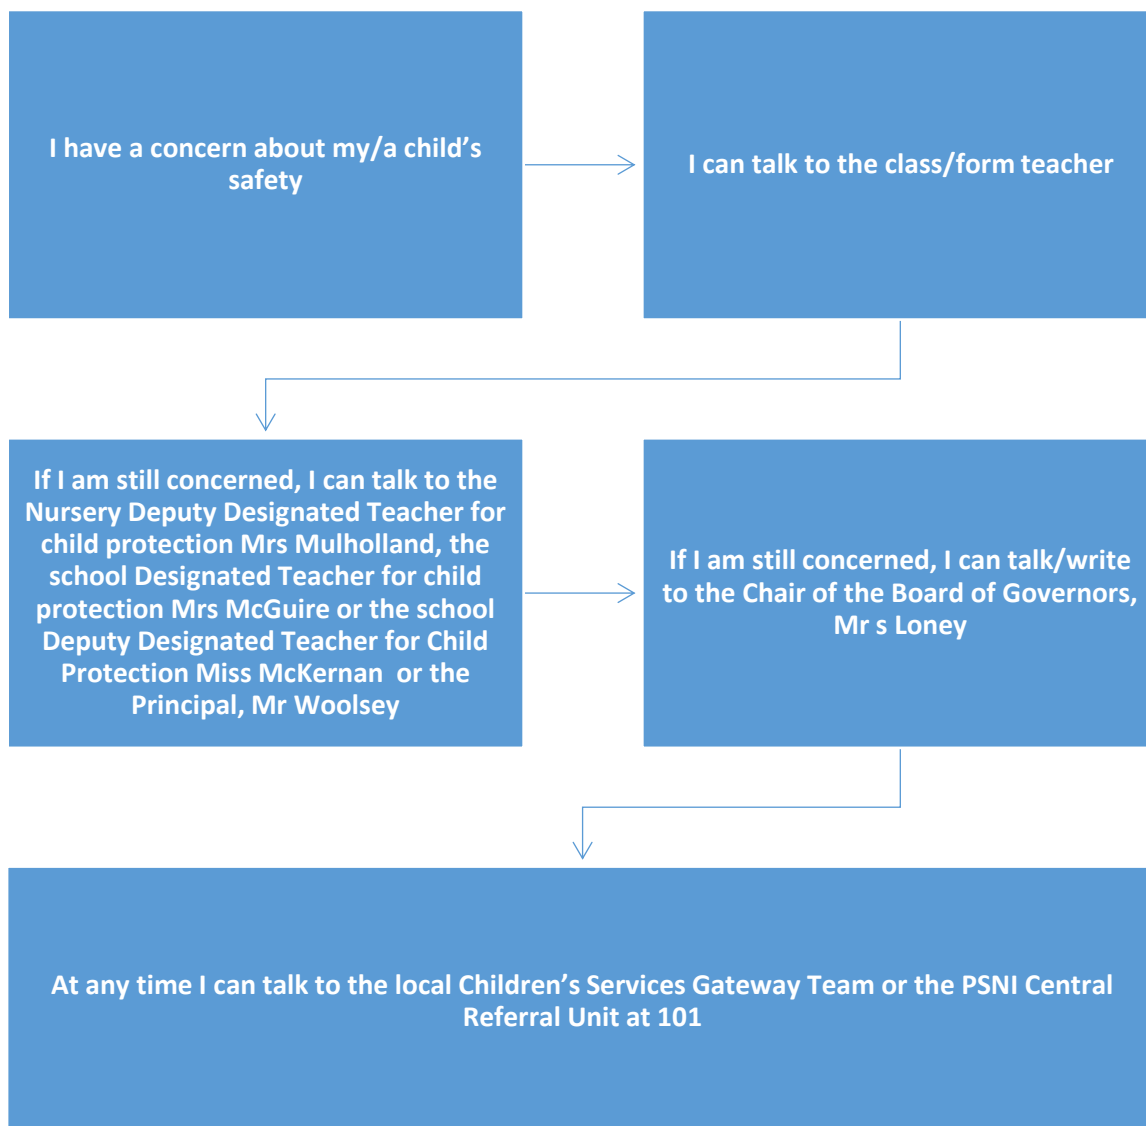 I have a concern about my/a child’s
safety
I can talk to the class/form teacher
If I am still concerned, I can talk to the
Nursery Deputy Designated Teacher for
child protection Mrs Mulholland, the
school Designated Teacher for child
protection Mrs McGuire or the school
Deputy Designated Teacher for Child
Protection Miss McKernan  or the
Principal, Mr Woolsey
If I am still concerned, I can talk/write
to the Chair of the Board of Governors,
Mr s Loney
At any time I can talk to the local Children’s Services Gateway Team or the PSNI Central
Referral Unit at 101